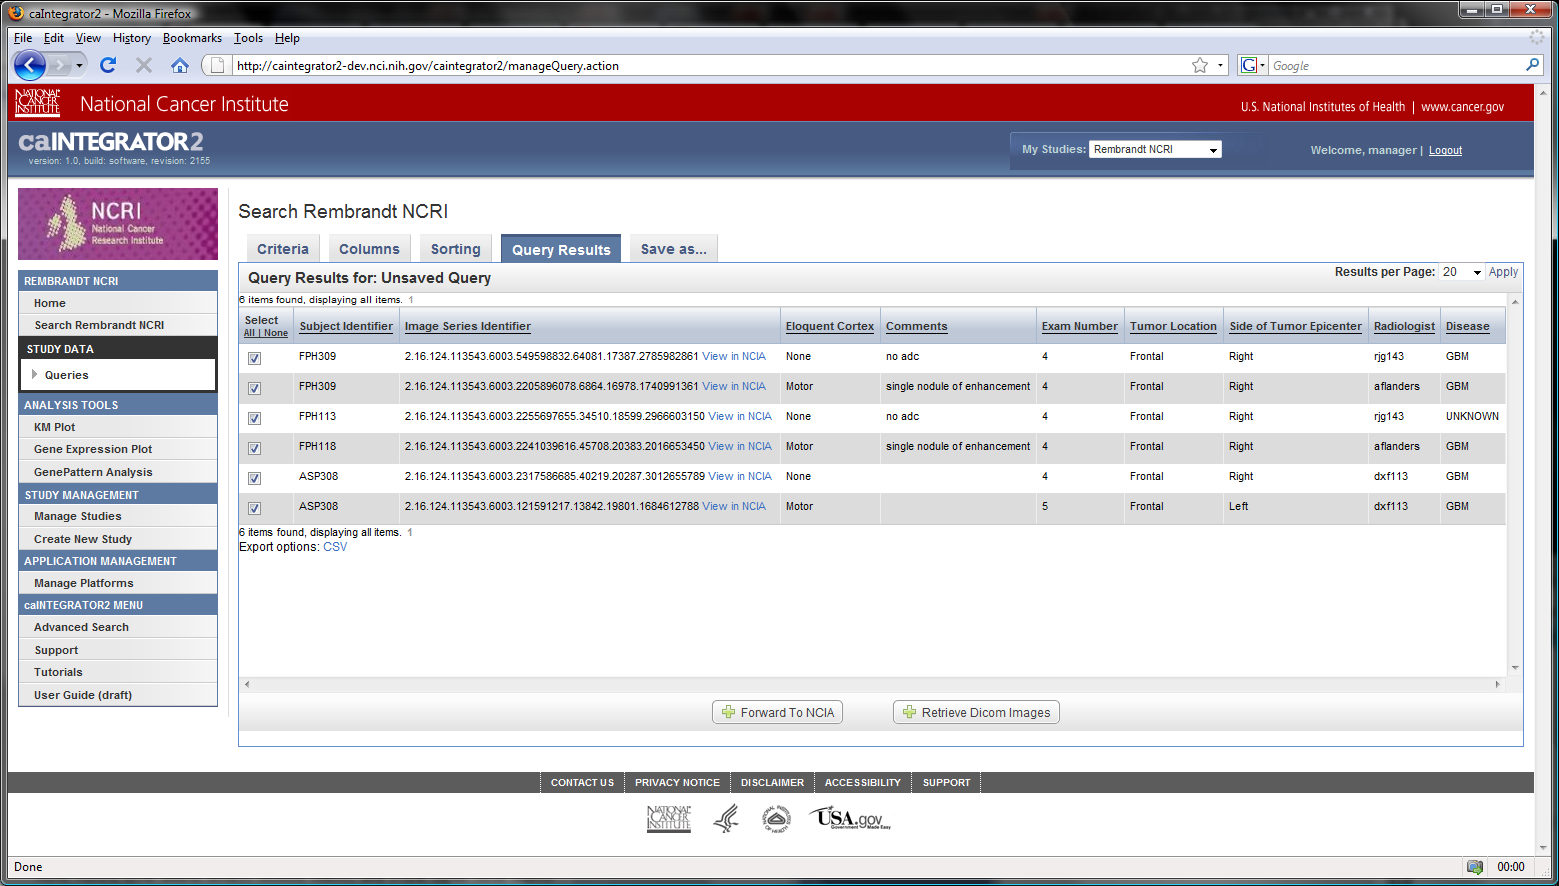 caIntegrator2 - Mozilla Firefox
File Edit View History Bookmarks Tools Help
http://caintegrator2-dev.nci.nih.gov/caintegrator2/manageQuery.action
G Google
NATIONAL CANCER INSTITUTE
National Cancer Institute
U.S. National Institutes of Health | www.cancer.gov
caINTEGRATOR2
version: 1.0, build: software, revision: 2155
My Studies: Rembrandt NCRI
Welcome, manager | Logout
NCRI
National Cancer
Research Institute
REMBRANDT NCRI
Home
Search Rembrandt NCRI
STUDY DATA
Queries
ANALYSIS TOOLS
KM Plot
Gene Expression Plot
GenePattern Analysis
STUDY MANAGEMENT
Manage Studies
Create New Study
APPLICATION MANAGEMENT
Manage Platforms
caINTEGRATOR2 MENU
Advanced Search
Support
Tutorials
User Guide (draft)
Search Rembrandt NCRI
Criteria Columns Sorting Query Results Save as...
Query Results for: Unsaved Query
Results per Page: 20 Apply
6 items found, displaying all items. 1
Select All | None Subject Identifier Image Series Identifier Eloquent Cortex Comments Exam Number Tumor Location Side of Tumor Epicenter Radiologist Disease
FPH309 2.16.124.113543.6003.549598832.64081.17387.2785982861 View in NCIA None no adc 4 Frontal Right rjg143 GBM
FPH309 2.16.124.113543.6003.2205896078.6864.16978.1740991361 View in NCIA Motor single nodule of enhancement 4 Frontal Right aflanders GBM
FPH113 2.16.124.113543.6003.2255697655.34510.18599.2966603150 View in NCIA None no adc 4 Frontal Right rjg143 UNKNOWN
FPH118 2.16.124.113543.6003.2241039616.45708.20383.2016653450 View in NCIA Motor single nodule of enhancement 4 Frontal Right aflanders GBM
ASP308 2.16.124.113543.6003.2317586685.40219.20287.3012655789 View in NCIA None 4 Frontal Right dxf113 GBM
ASP308 2.16.124.113543.6003.121591217.13842.19801.1684612788 View in NCIA Motor 5 Frontal Left dxf113 GBM
6 items found, displaying all items. 1
Export options: CSV
Forward To NCIA Retrieve Dicom Images
CONTACT US PRIVACY NOTICE DISCLAIMER ACCESSIBILITY SUPPORT
NATIONAL CANCER INSTITUTE
USA.gov
Government Made Easy
Done
00:00